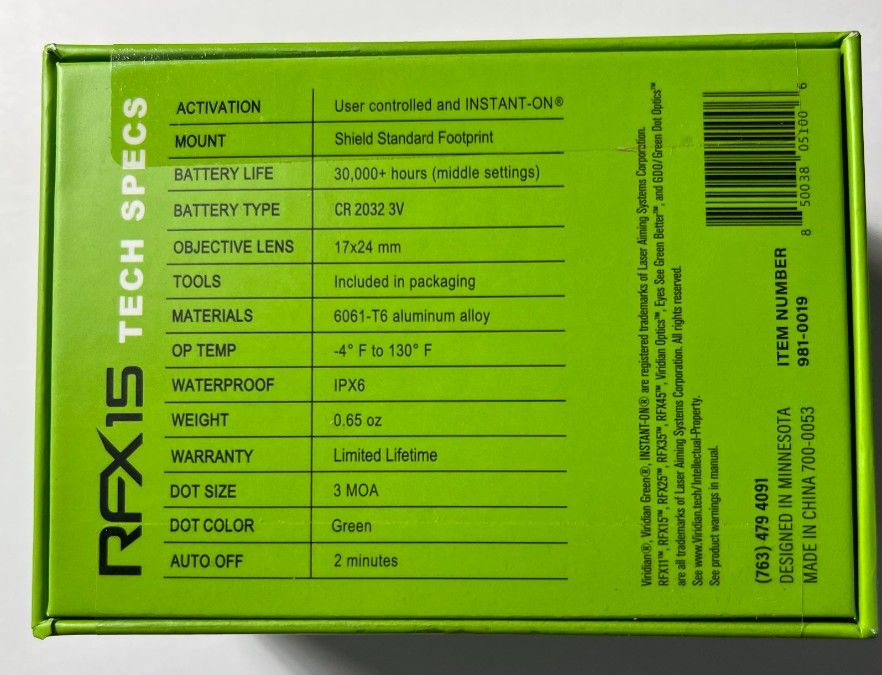 RFX15 TECH SPECS
ACTIVATION User controlled and INSTANT-ON®
MOUNT Shield Standard Footprint
BATTERY LIFE 30,000+ hours (middle settings)
BATTERY TYPE CR 2032 3V
OBJECTIVE LENS 17x24 mm
TOOLS Included in packaging
MATERIALS 6061-T6 aluminum alloy
OP TEMP -4° F to 130° F
WATERPROOF IPX6
WEIGHT 0.65 oz
WARRANTY Limited Lifetime
DOT SIZE 3 MOA
DOT COLOR Green
AUTO OFF 2 minutes
Viridian®, Viridian Green®, INSTANT-ON® are registered trademarks of Laser Aiming Systems Corporation.
RFX11™, RFX15™, RFX25™, RFX35™, RFX45™, Viridian Optics™, Eyes See Green Better™, and GDO/Green Dot Optics™
are all trademarks of Laser Aiming Systems Corporation. All rights reserved.
See www.Viridian.tech/Intellectual-Property.
See product warnings in manual.
(763) 479 4091
DESIGNED IN MINNESOTA
MADE IN CHINA 700-0053
ITEM NUMBER
981-0019
8 50038 05100 6